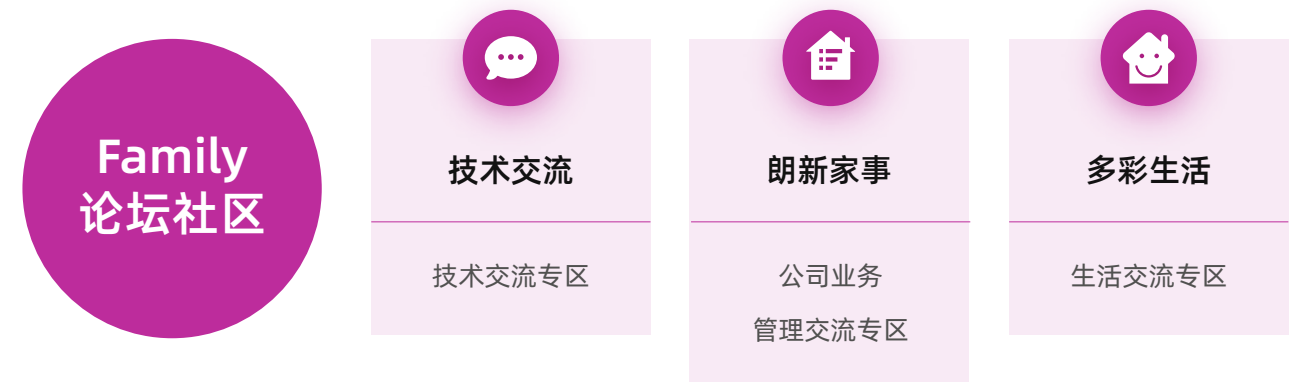 Family
论坛社区
技术交流
技术交流专区
朗新家事
公司业务
管理交流专区
多彩生活
生活交流专区